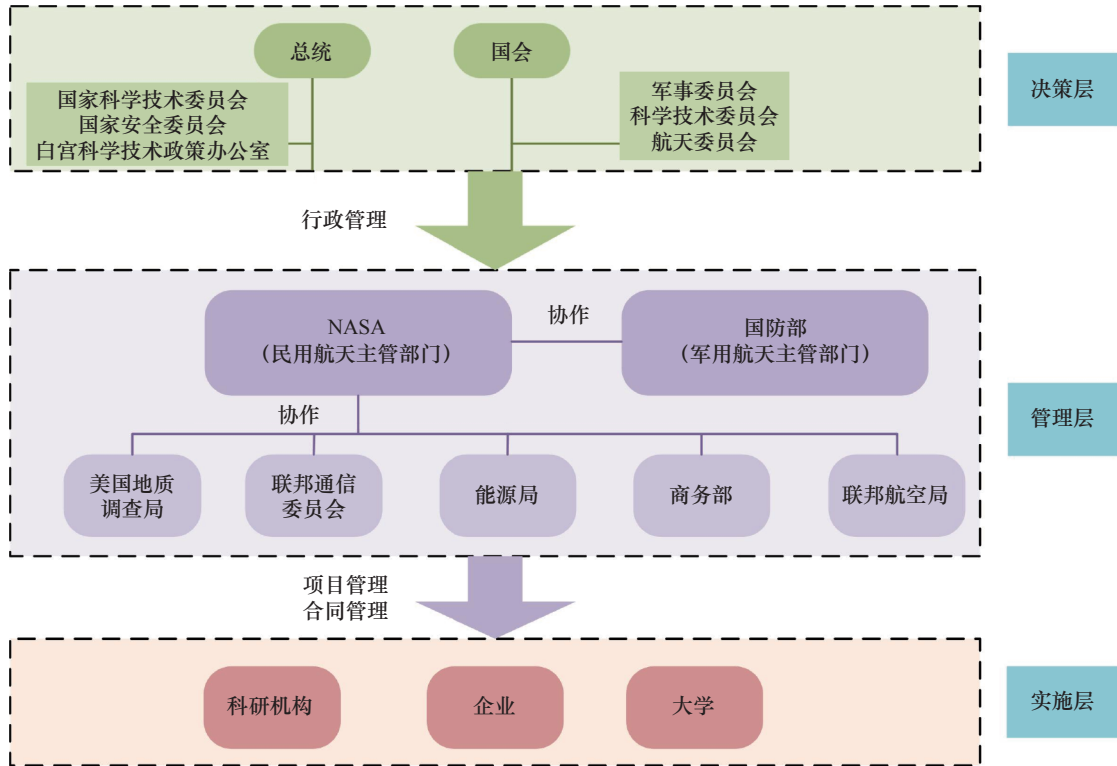 总统
国会
国家科学技术委员会
国家安全委员会
白宫科学技术政策办公室
军事委员会
科学技术委员会
航天委员会
决策层
行政管理
NASA
（民用航天主管部门）
协作
国防部
（军用航天主管部门）
管理层
协作
美国地质
调查局
联邦通信
委员会
能源局
商务部
联邦航空局
项目管理
合同管理
科研机构
企业
大学
实施层